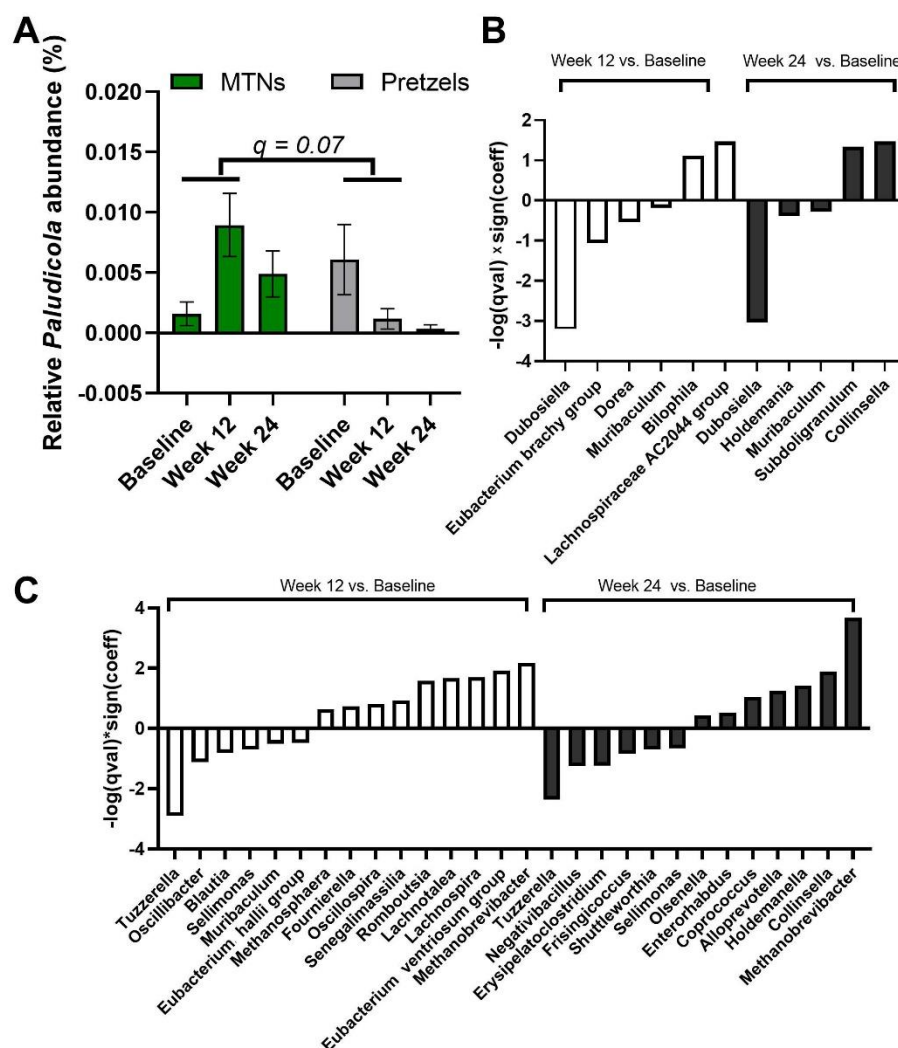 A
MTNs
Pretzels
Relative Paludicola abundance (%)
0.020
0.015
0.010
0.005
0.000
-0.005
q = 0.07
Baseline
Week 12
Week 24
Baseline
Week 12
Week 24
B
Week 12 vs. Baseline
Week 24 vs. Baseline
-log(qval) x sign(coeff)
2
1
0
-1
-2
-3
-4
Dubosiella
Eubacterium brachy group
Dorea
Muribaculum
Bilophila
Lachnospiraceae AC2044 group
Dubosiella
Holdemania
Muribaculum
Subdoligranulum
Collinsella
C
Week 12 vs. Baseline
Week 24 vs. Baseline
-log(qval)*sign(coeff)
4
2
0
-2
-4
Tuzzerella
Oscillibacter
Blautia
Sellimonas
Muribaculum
Eubacterium hallii group
Methanosphaera
Fournierella
Oscillospira
Senegalimassilia
Romboutsia
Lachnotalea
Lachnospira
Eubacterium ventriosum group
Methanobrevibacter
Tuzzerella
Negativibacillus
Erysipelatoclostridium
Frisingicoccus
Shuttleworthia
Sellimonas
Olsenella
Enterorhabdus
Coprococcus
Alloprevotella
Holdemanella
Collinsella
Methanobrevibacter